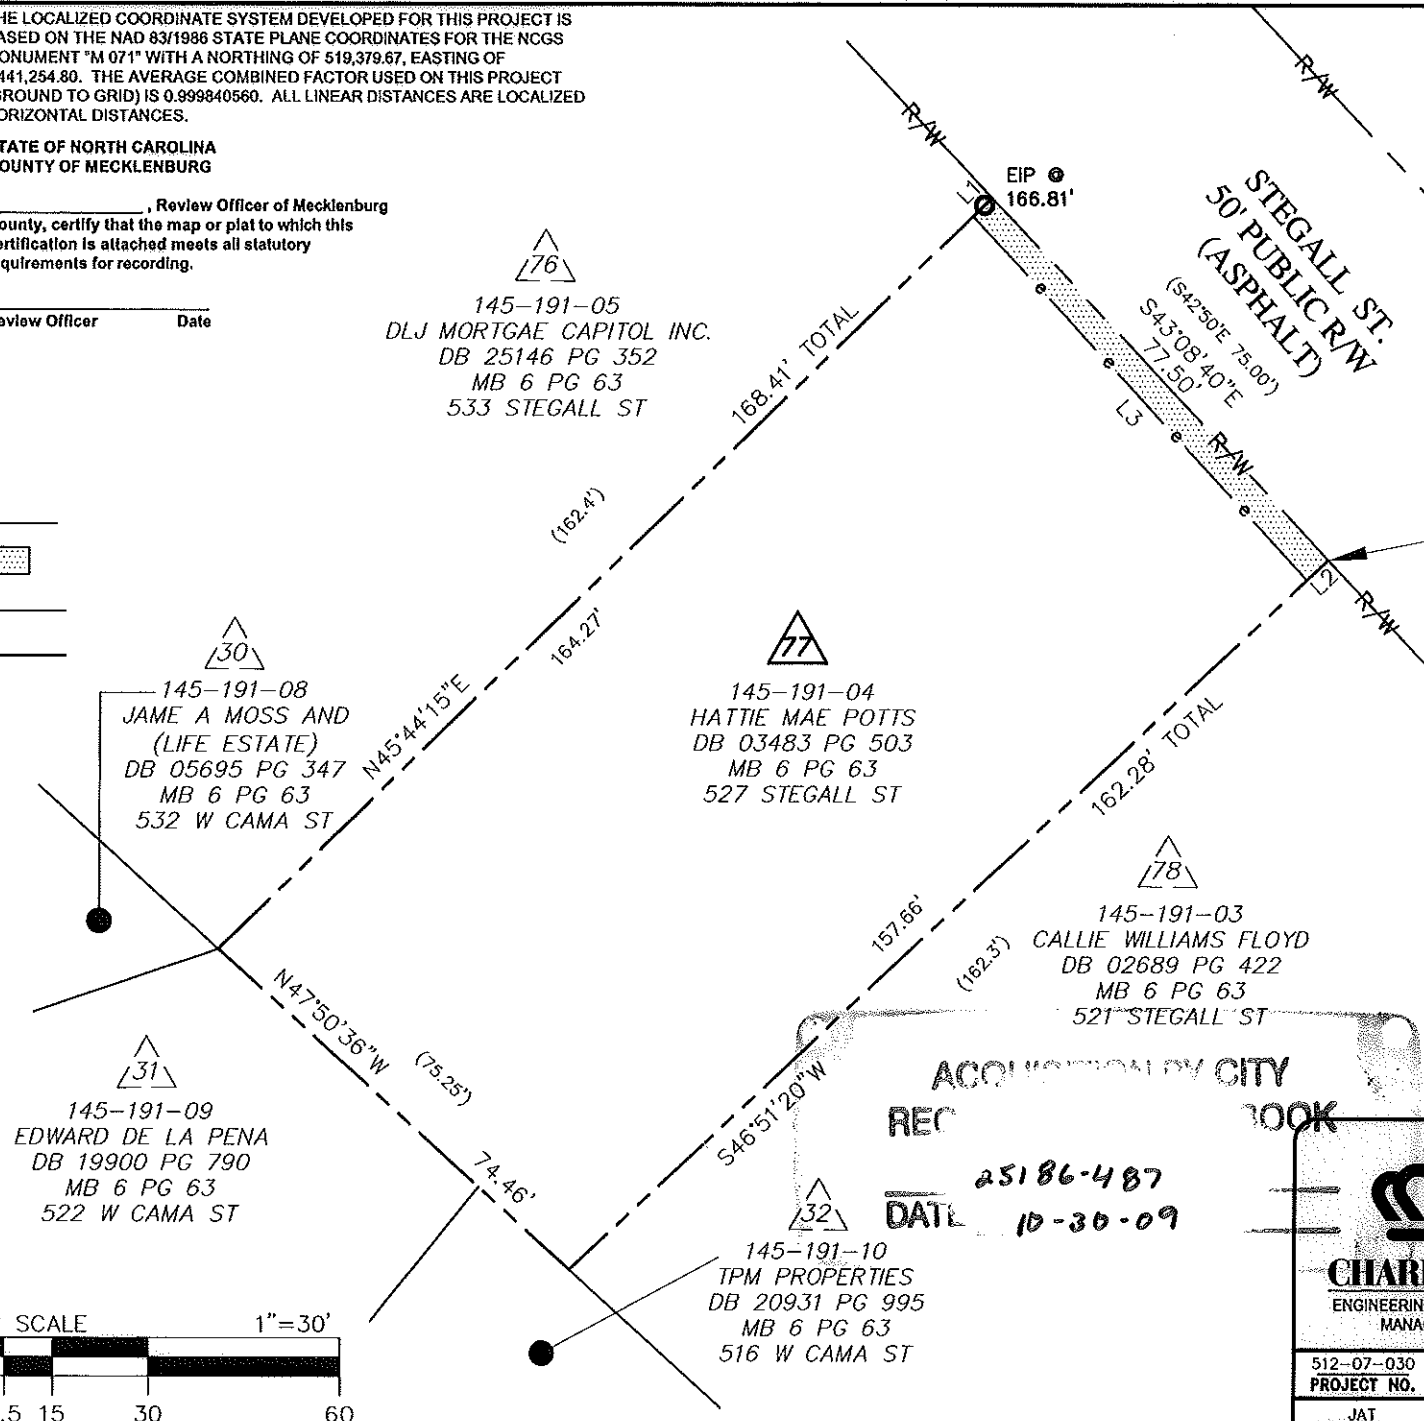 HE LOCALIZED COORDINATE SYSTEM DEVELOPED FOR THIS PROJECT IS
ASED ON THE NAD 83/1986 STATE PLANE COORDINATES FOR THE NCGS
ONUMENT "M 071" WITH A NORTHING OF 519,379.67, EASTING OF
441,254.80. THE AVERAGE COMBINED FACTOR USED ON THIS PROJECT
GROUND TO GRID) IS 0.999840560. ALL LINEAR DISTANCES ARE LOCALIZED
ORIZONTAL DISTANCES.
TATE OF NORTH CAROLINA
OUNTY OF MECKLENBURG
, Review Officer of Mecklenburg
ounty, certify that the map or plat to which this
ertification is attached meets all statutory
quirements for recording.
eview Officer Date
R/W
R/W
L1
EIP @
166.81'
STEGALL ST.
50' PUBLIC R/W
(ASPHALT)
(S42°50'E 75.00')
S43°08'40"E
77.50'
L3
e
e
e
e
R/W
L2
R/W
76
145-191-05
DLJ MORTGAE CAPITOL INC.
DB 25146 PG 352
MB 6 PG 63
533 STEGALL ST
168.41' TOTAL
(162.4')
164.27'
N45°44'15"E
30
145-191-08
JAME A MOSS AND
(LIFE ESTATE)
DB 05695 PG 347
MB 6 PG 63
532 W CAMA ST
77
145-191-04
HATTIE MAE POTTS
DB 03483 PG 503
MB 6 PG 63
527 STEGALL ST
162.28' TOTAL
157.66'
(162.3')
S46°51'20"W
78
145-191-03
CALLIE WILLIAMS FLOYD
DB 02689 PG 422
MB 6 PG 63
521 STEGALL ST
N47°50'36"W
(75.25')
74.46'
31
145-191-09
EDWARD DE LA PENA
DB 19900 PG 790
MB 6 PG 63
522 W CAMA ST
ACQUISITION BY CITY
REC OOK
25186-487
DATE 10-30-09
32
145-191-10
TPM PROPERTIES
DB 20931 PG 995
MB 6 PG 63
516 W CAMA ST
SCALE 1"=30'
.5 15 30 60
CHARL
ENGINEERIN
MANA
512-07-030
PROJECT NO.
JAT